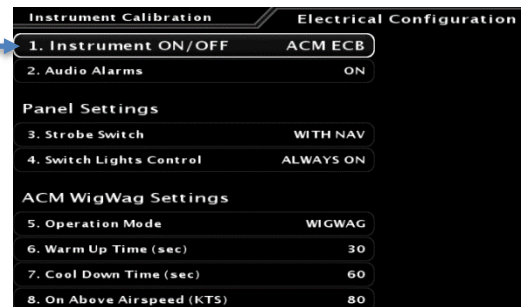 Instrument Calibration Electrical Configuration
1. Instrument ON/OFF ACM ECB
2. Audio Alarms ON
Panel Settings
3. Strobe Switch WITH NAV
4. Switch Lights Control ALWAYS ON
ACM WigWag Settings
5. Operation Mode WIGWAG
6. Warm Up Time (sec) 30
7. Cool Down Time (sec) 60
8. On Above Airspeed (KTS) 80